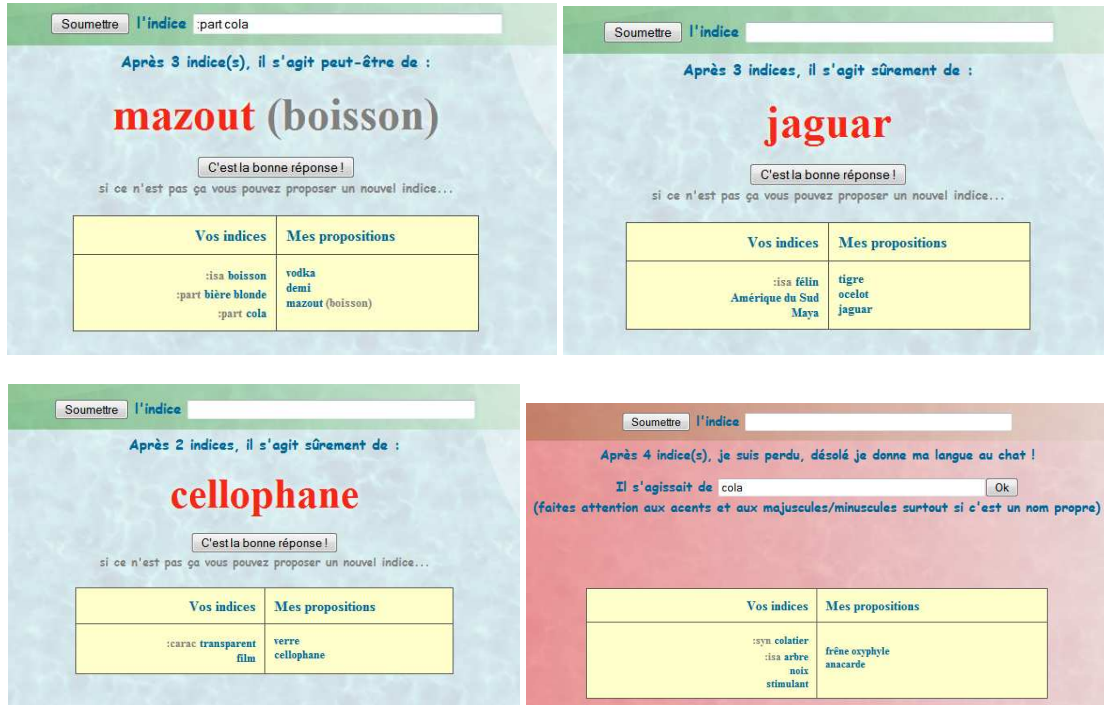 Soumettre l'indice :part cola
Après 3 indice(s), il s'agit peut-être de :
mazout (boisson)
C'est la bonne réponse !
si ce n'est pas ça vous pouvez proposer un nouvel indice...
Vos indices Mes propositions
:isa boisson vodka
:part bière blonde demi
:part cola mazout (boisson)
Soumettre l'indice
Après 3 indices, il s'agit sûrement de :
jaguar
C'est la bonne réponse !
si ce n'est pas ça vous pouvez proposer un nouvel indice...
Vos indices Mes propositions
:isa félin tigre
Amérique du Sud ocelot
Maya jaguar
Soumettre l'indice
Après 2 indices, il s'agit sûrement de :
cellophane
C'est la bonne réponse !
si ce n'est pas ça vous pouvez proposer un nouvel indice...
Vos indices Mes propositions
:carac transparent verre
film cellophane
Soumettre l'indice
Après 4 indice(s), je suis perdu, désolé je donne ma langue au chat !
Il s'agissait de cola Ok
(faites attention aux acents et aux majuscules/minuscules surtout si c'est un nom propre)
Vos indices Mes propositions
:syn colatier
:isa arbre frêne oxyphyle
noix anacarde
stimulant